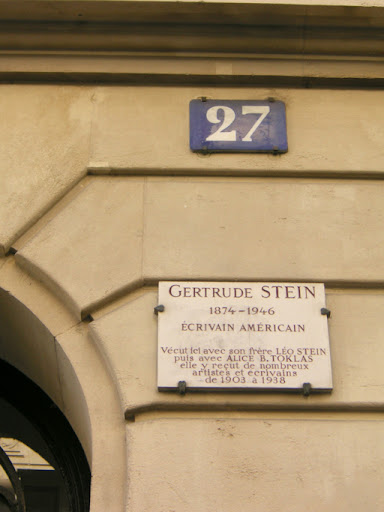 27
GERTRUDE STEIN
1874-1946
ÉCRIVAIN AMÉRICAIN
Vécut ici avec son frère LÉO STEIN
puis avec ALICE B. TOKLAS
elle y reçut de nombreux
artistes et écrivains
de 1903 à 1938